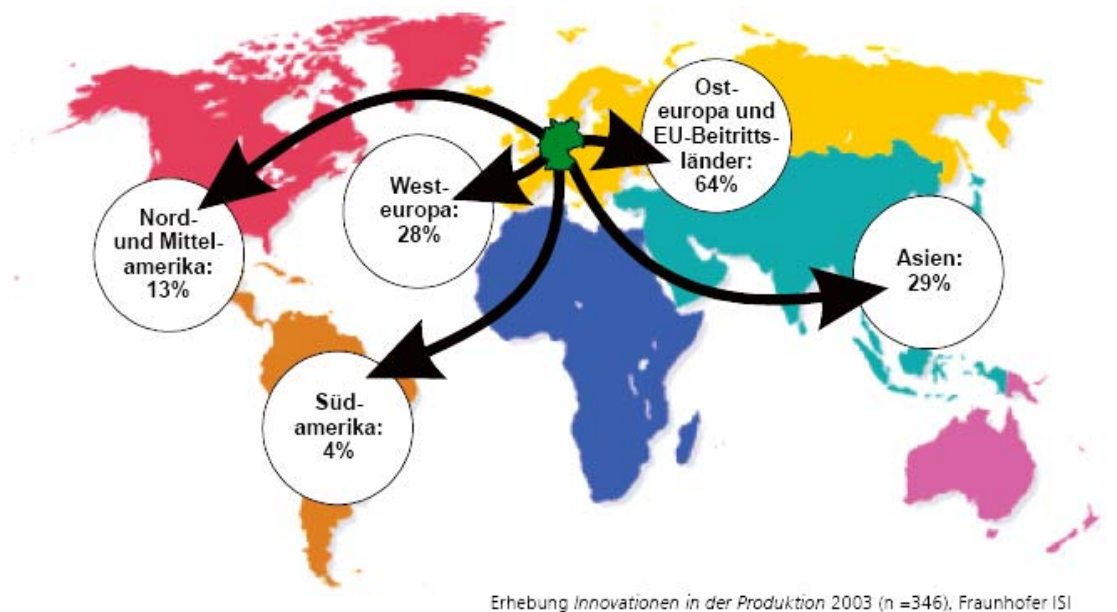 Ost-
europa und
EU-Beitritts-
länder:
64%
West-
europa:
28%
Nord-
und Mittel-
amerika:
13%
Asien:
29%
Süd-
amerika:
4%
Erhebung Innovationen in der Produktion 2003 (n =346), Fraunhofer ISI